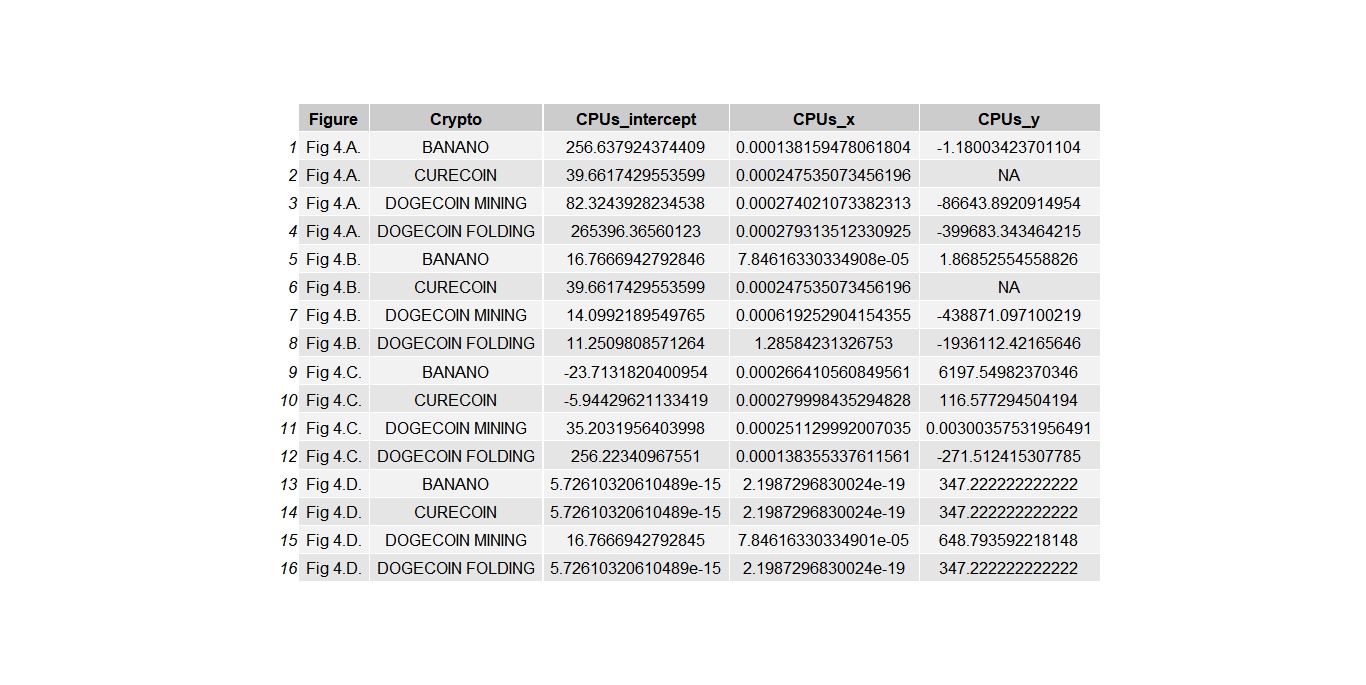 Figure Crypto CPUs_intercept CPUs_x CPUs_y
1 Fig 4.A. BANANO 256.637924374409 0.000138159478061804 -1.18003423701104
2 Fig 4.A. CURECOIN 39.6617429553599 0.000247535073456196 NA
3 Fig 4.A. DOGECOIN MINING 82.3243928234538 0.000274021073382313 -86643.8920914954
4 Fig 4.A. DOGECOIN FOLDING 265396.36560123 0.000279313512330925 -399683.343464215
5 Fig 4.B. BANANO 16.7666942792846 7.84616330334908e-05 1.86852554558826
6 Fig 4.B. CURECOIN 39.6617429553599 0.000247535073456196 NA
7 Fig 4.B. DOGECOIN MINING 14.0992189549765 0.000619252904154355 -438871.097100219
8 Fig 4.B. DOGECOIN FOLDING 11.2509808571264 1.28584231326753 -1936112.42165646
9 Fig 4.C. BANANO -23.7131820400954 0.000266410560849561 6197.54982370346
10 Fig 4.C. CURECOIN -5.94429621133419 0.000279998435294828 116.577294504194
11 Fig 4.C. DOGECOIN MINING 35.2031956403998 0.000251129992007035 0.00300357531956491
12 Fig 4.C. DOGECOIN FOLDING 256.22340967551 0.000138355337611561 -271.512415307785
13 Fig 4.D. BANANO 5.72610320610489e-15 2.1987296830024e-19 347.222222222222
14 Fig 4.D. CURECOIN 5.72610320610489e-15 2.1987296830024e-19 347.222222222222
15 Fig 4.D. DOGECOIN MINING 16.7666942792845 7.84616330334901e-05 648.793592218148
16 Fig 4.D. DOGECOIN FOLDING 5.72610320610489e-15 2.1987296830024e-19 347.222222222222